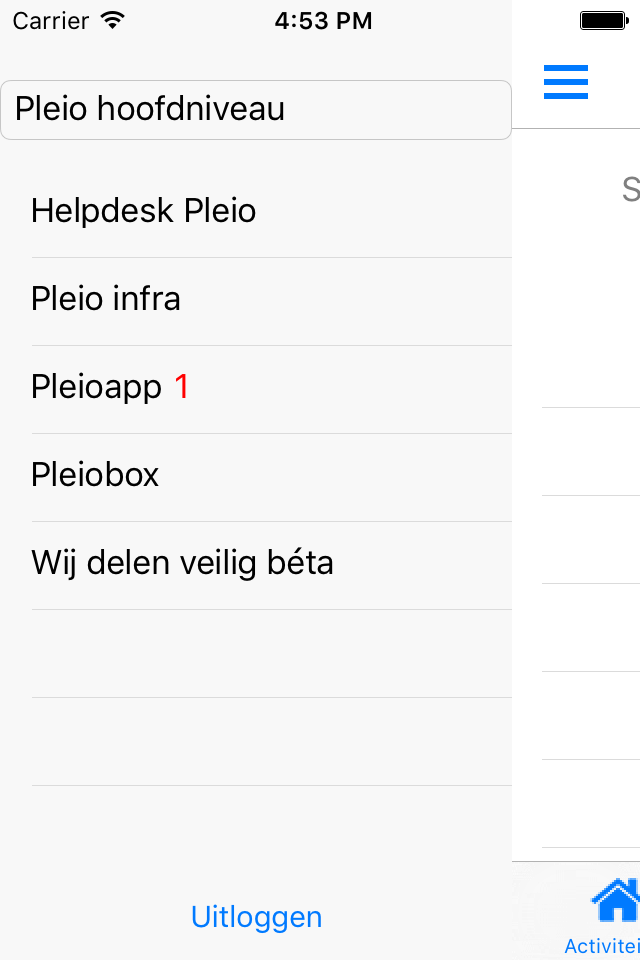 Carrier 4:53 PM
Pleio hoofdniveau
Helpdesk Pleio
Pleio infra
Pleioapp 1
Pleiobox
Wij delen veilig béta
Uitloggen
S
Activitei